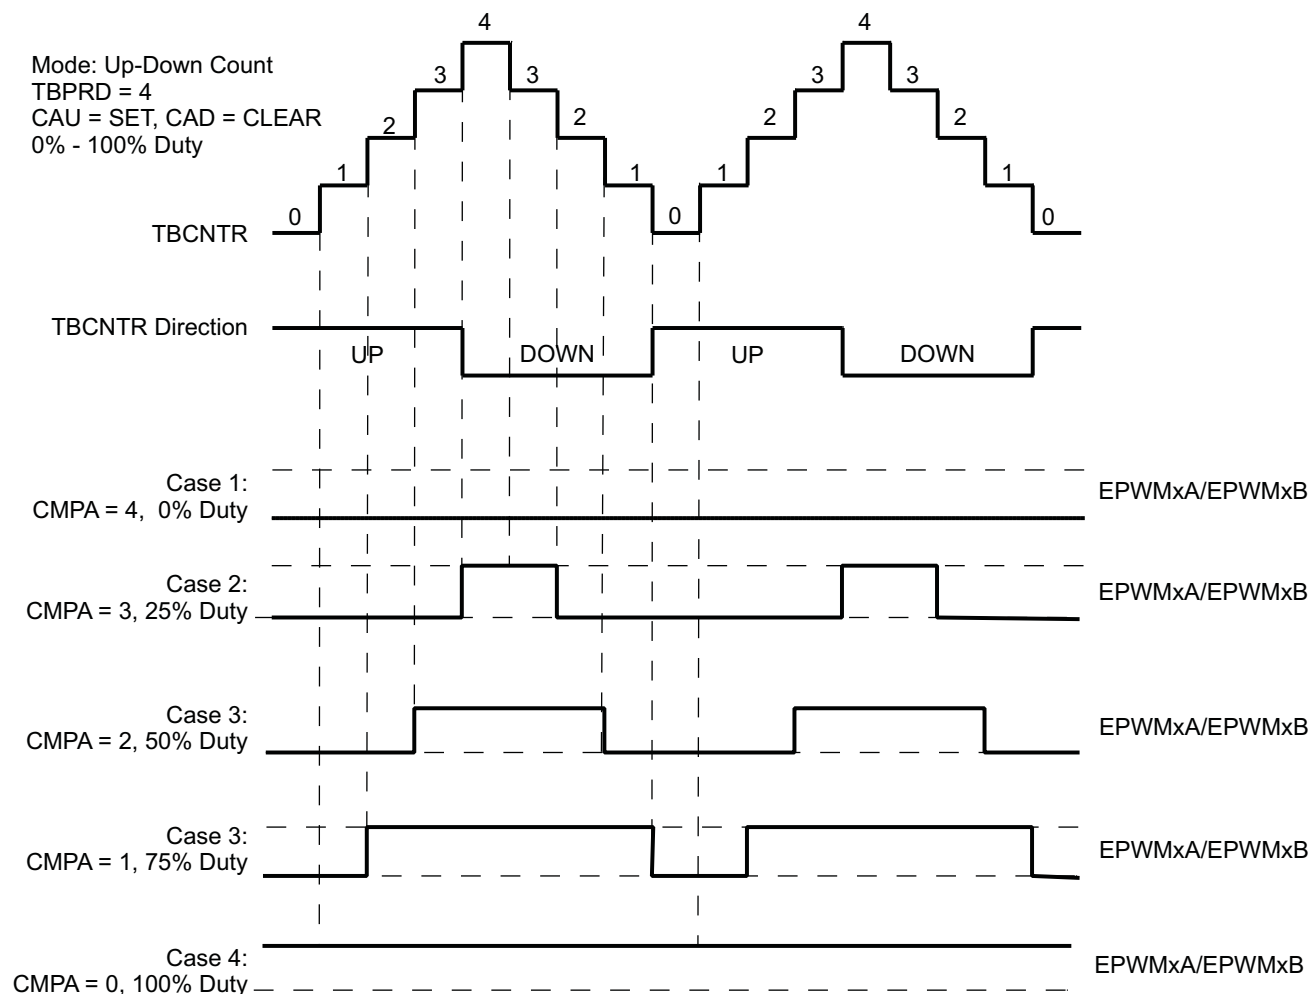 4
4
Mode: Up-Down Count
TBPRD = 4
CAU = SET, CAD = CLEAR
0% - 100% Duty
3
3
3
3
2
2
2
2
1
1
1
1
0
0
0
TBCNTR
TBCNTR Direction
UP
DOWN
UP
DOWN
Case 1:
CMPA = 4, 0% Duty
EPWMxA/EPWMxB
Case 2:
CMPA = 3, 25% Duty
EPWMxA/EPWMxB
Case 3:
CMPA = 2, 50% Duty
EPWMxA/EPWMxB
Case 3:
CMPA = 1, 75% Duty
EPWMxA/EPWMxB
Case 4:
CMPA = 0, 100% Duty
EPWMxA/EPWMxB